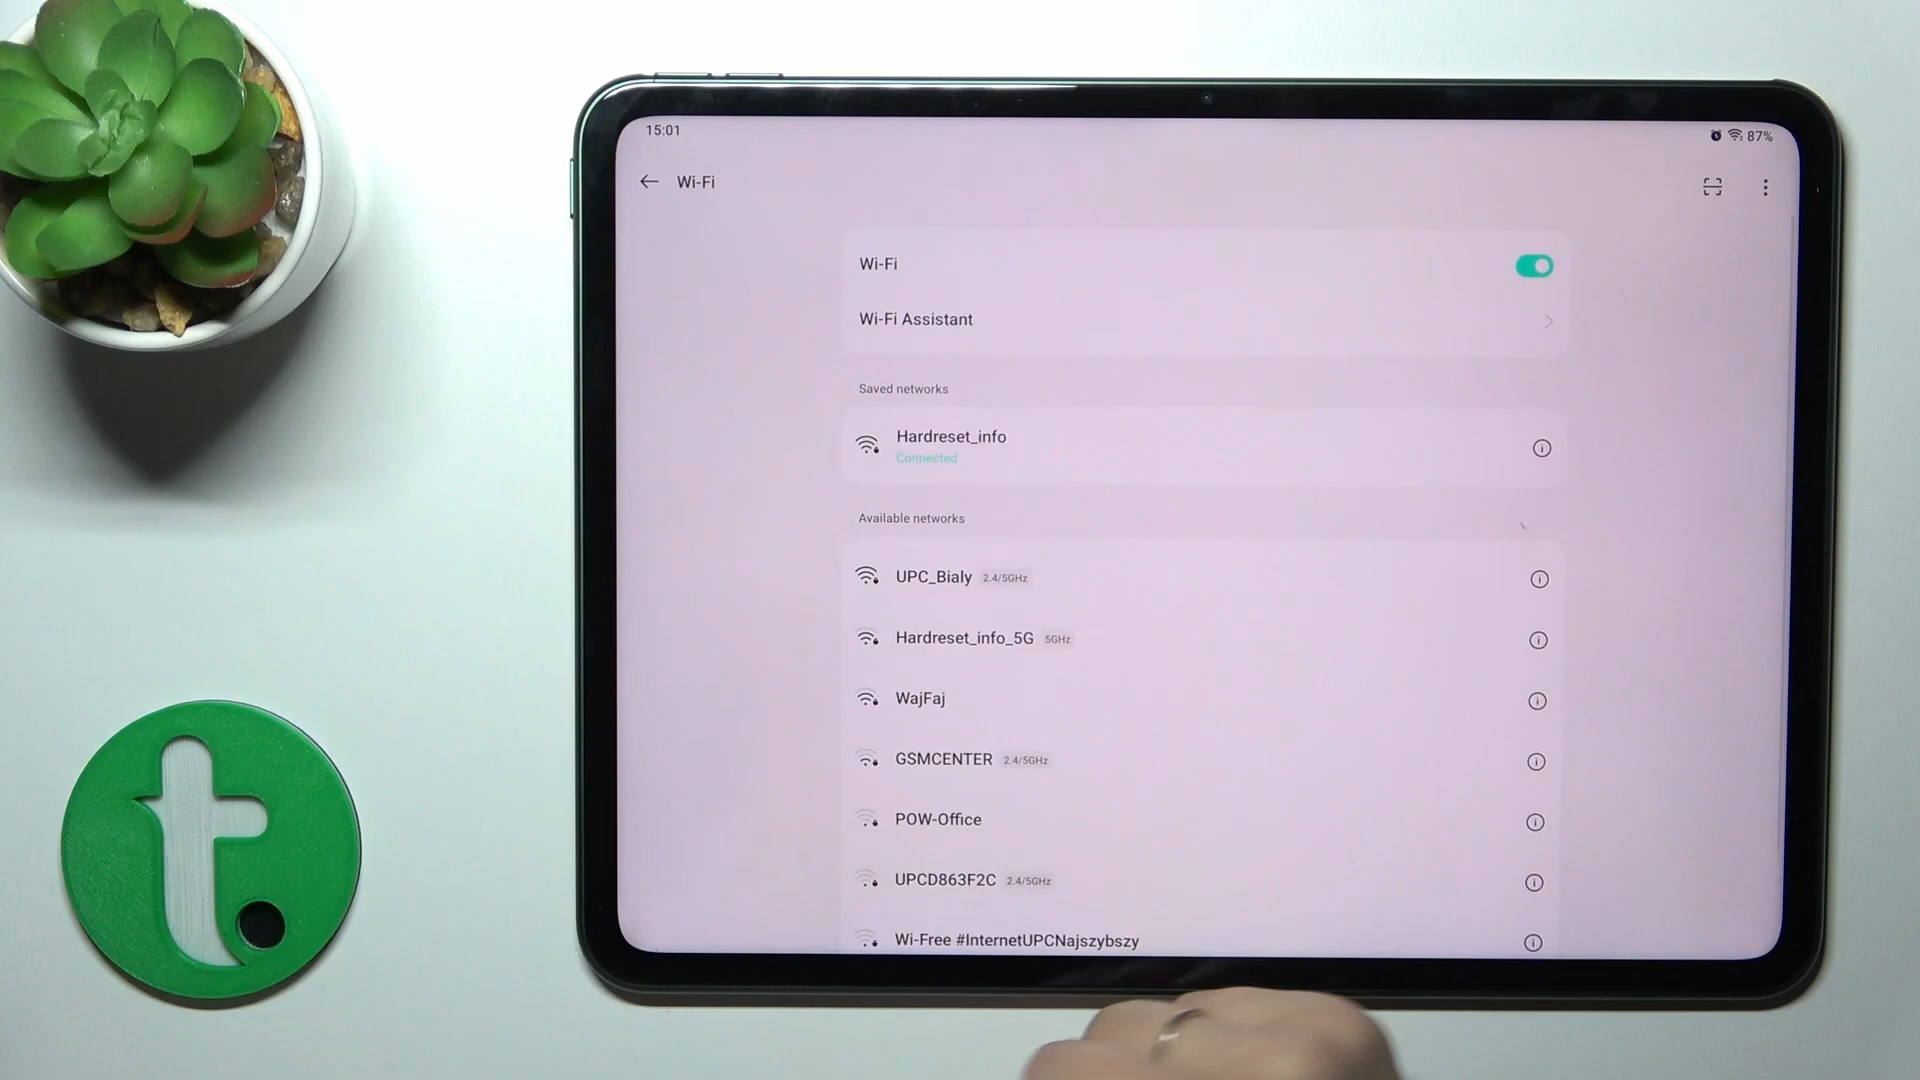 15:01
87%
Wi-Fi
Wi-Fi
Wi-Fi Assistant
Saved networks
Hardreset_info
Connected
Available networks
UPC_Bialy 2.4/5GHz
Hardreset_info_5G 5GHz
WajFaj
GSMCENTER 2.4/5GHz
POW-Office
UPCD863F2C 2.4/5GHz
Wi-Free #InternetUPCNajszybszy
t.